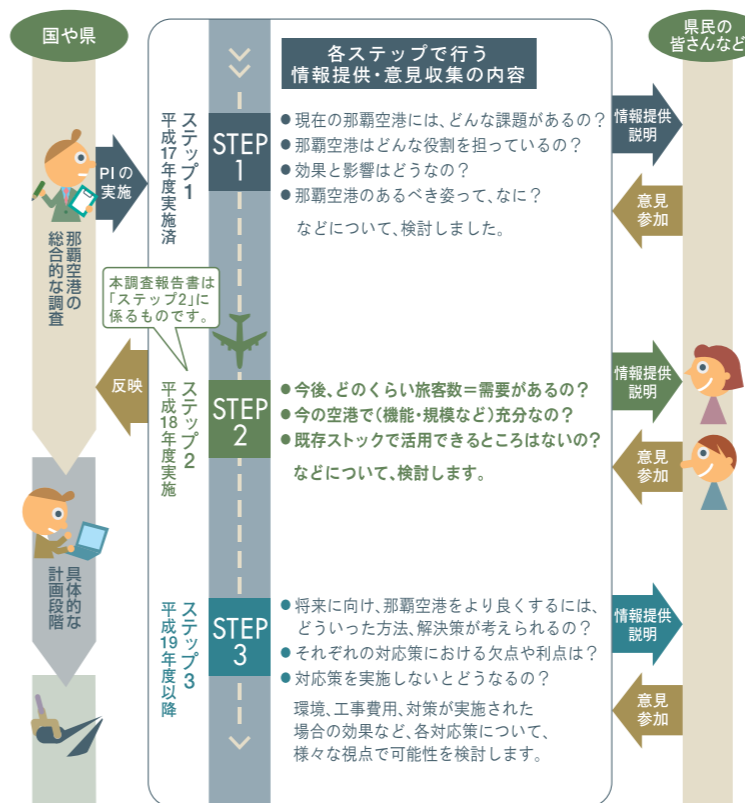 国や県
県民の
皆さんなど
各ステップで行う
情報提供・意見収集の内容
PIの
実施
那覇空港の
総合的な調査
ステップ1
平成17年度実施済
STEP
1
●現在の那覇空港には、どんな課題があるの?
●那覇空港はどんな役割を担っているの?
●効果と影響はどうなの?
●那覇空港のあるべき姿って、なに?
などについて、検討しました。
情報提供
説明
意見
参加
本調査報告書は
「ステップ2」に
係るものです。
反映
ステップ2
平成18年度実施
STEP
2
●今後、どのくらい旅客数=需要があるの?
●今の空港で(機能・規模など)充分なの?
●既存ストックで活用できるところはないの?
などについて、検討します。
情報提供
説明
意見
参加
具体的な
計画段階
ステップ3
平成19年度以降
STEP
3
●将来に向け、那覇空港をより良くするには、
どういった方法、解決策が考えられるの?
●それぞれの対応策における欠点や利点は?
●対応策を実施しないとどうなるの?
環境、工事費用、対策が実施された
場合の効果など、各対応策について、
様々な視点で可能性を検討します。
情報提供
説明
意見
参加